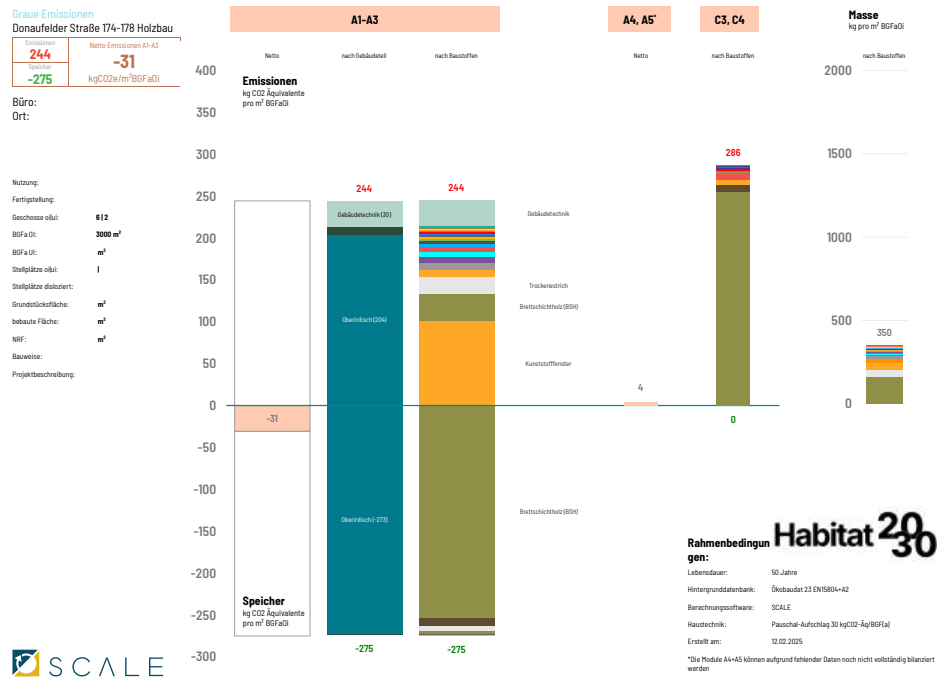 Graue Emissionen
Donaufelder Straße 174-178 Holzbau
Emissionen
244
Speicher
-275
Netto Emissionen A1-A3
-31
kgCO2e/m²BGFaOi
Büro:
Ort:
Nutzung:
Fertigstellung:
Geschosse o|ui: 6 | 2
BGFa OI: 3000 m²
BGFa UI: m²
Stellplätze o|ui: |
Stellplätze disloziert:
Grundstücksfläche: m²
bebaute Fläche: m²
NRF: m²
Bauweise:
Projektbeschreibung:
A1-A3
A4, A5*
C3, C4
Masse
kg pro m² BGFaOi
Netto
nach Gebäudeteil
nach Baustoffen
Netto
nach Baustoffen
nach Baustoffen
400
350
300
250
200
150
100
50
0
-50
-100
-150
-200
-250
-300
Emissionen
kg CO2 Äquivalente
pro m² BGFaOi
244
244
Gebäudetechnik (30)
Oberirdisch (204)
Gebäudetechnik
Trockenestrich
Brettschichtholz (BSH)
Kunststofffenster
4
286
0
-31
Oberirdisch (-273)
Brettschichtholz (BSH)
Speicher
kg CO2 Äquivalente
pro m² BGFaOi
-275
-275
2000
1500
1000
500
350
0
Habitat 2030
Rahmenbedingun
gen:
Lebensdauer: 50 Jahre
Hintergrunddatenbank: Ökobaudat 23 EN15804+A2
Berechnungssoftware: SCALE
Haustechnik: Pauschal-Aufschlag 30 kgCO2-Äq/BGF(a)
Erstellt am: 12.02.2025
*Die Module A4+A5 können aufgrund fehlender Daten noch nicht vollständig bilanziert
werden
SCALE